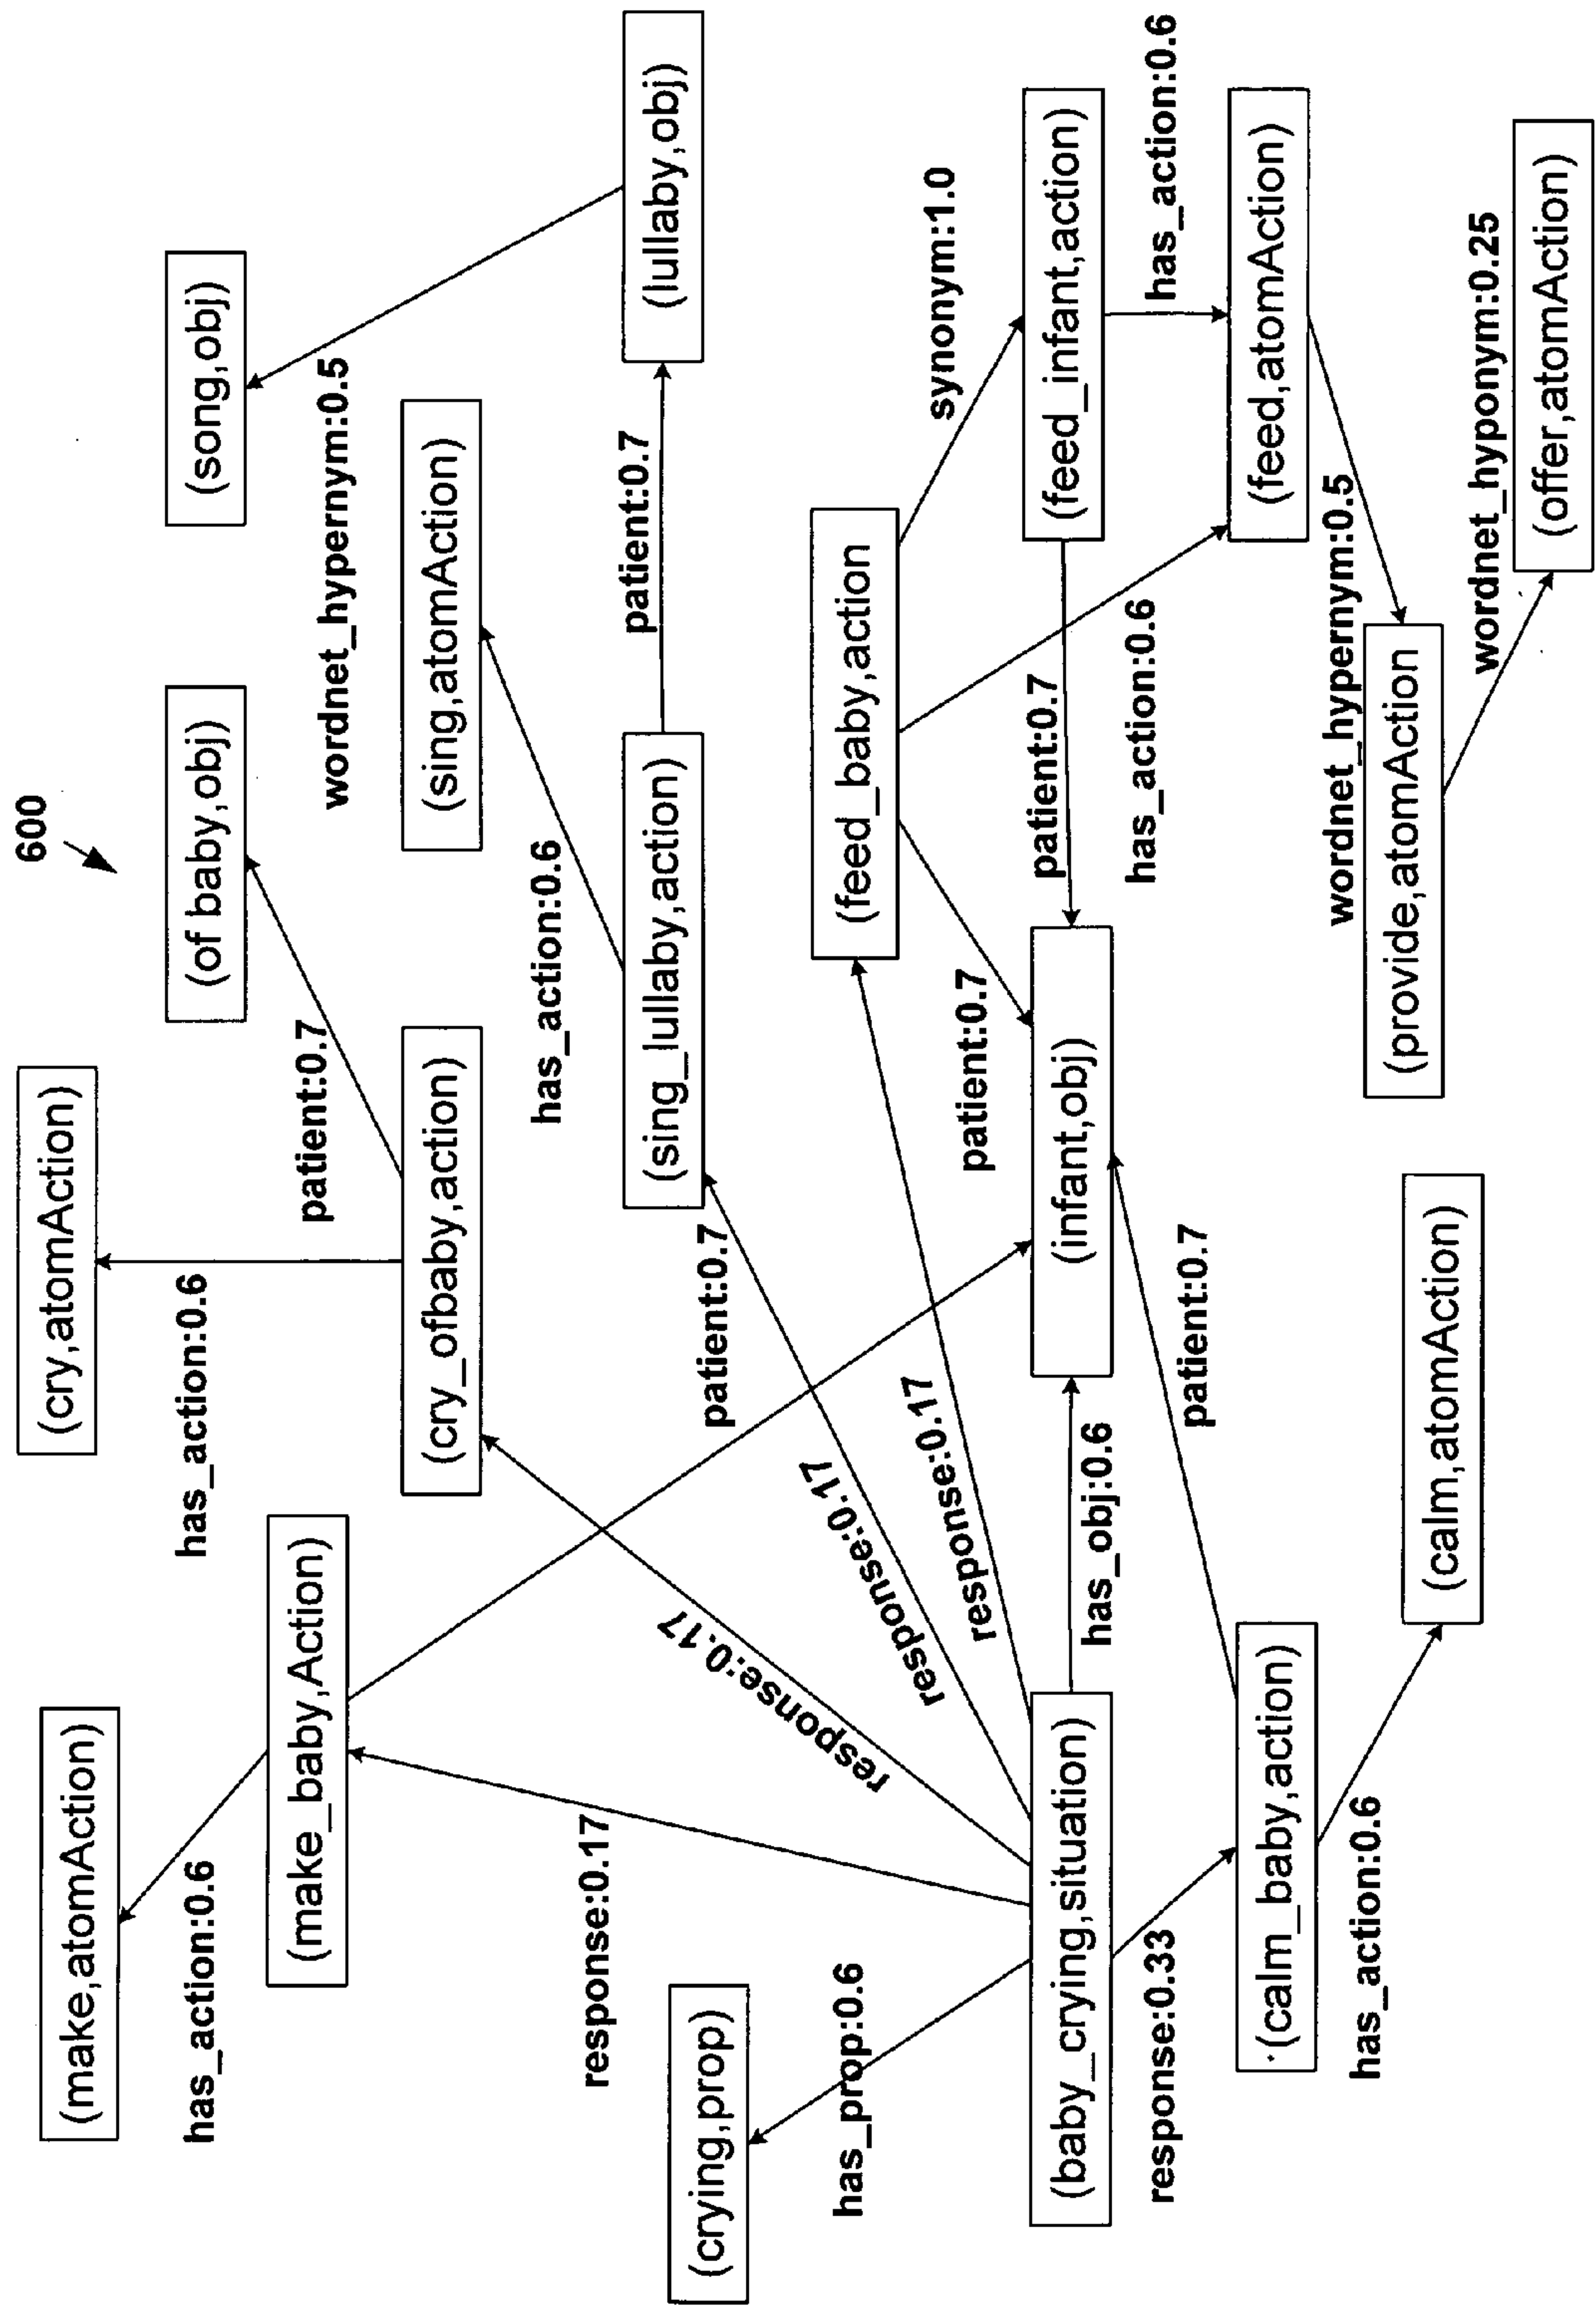 600
(make,atomAction)
(cry,atomAction)
has_action:0.6
has_action:0.6
(of baby,obj)
(song,obj)
(make_baby,Action)
patient:0.7
wordnet_hypernym:0.5
(cry_ofbaby,action)
(sing,atomAction)
has_action:0.6
response:0.17
patient:0.7
(sing_lullaby,action)
(lullaby,obj)
(crying,prop)
patient:0.7
response:0.17
response:0.17
response:0.17
has_prop:0.6
(feed_baby,action
synonym:1.0
patient:0.7
(baby_crying,situation)
has_obj:0.6
(infant,obj)
patient:0.7
(feed_infant,action)
response:0.33
patient:0.7
has_action:0.6
has_action:0.6
(calm_baby,action)
(feed,atomAction)
has_action:0.6
wordnet_hypernym:0.5
(calm,atomAction)
(provide,atomAction
wordnet_hyponym:0.25
(offer,atomAction)